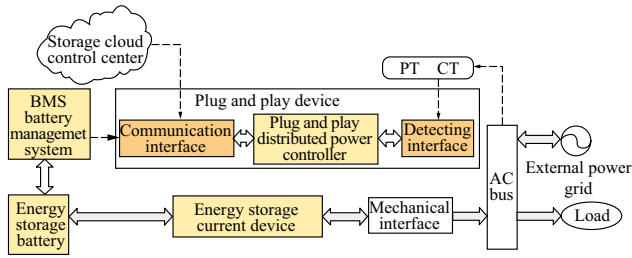 Storage cloud
control center
PT CT
BMS
battery
managemet
system
Plug and play device
Communication
interface
Plug and play
distributed power
controller
Detecting
interface
AC
bus
External power
grid
Energy
storage
battery
Energy storage
current device
Mechanical
interface
Load